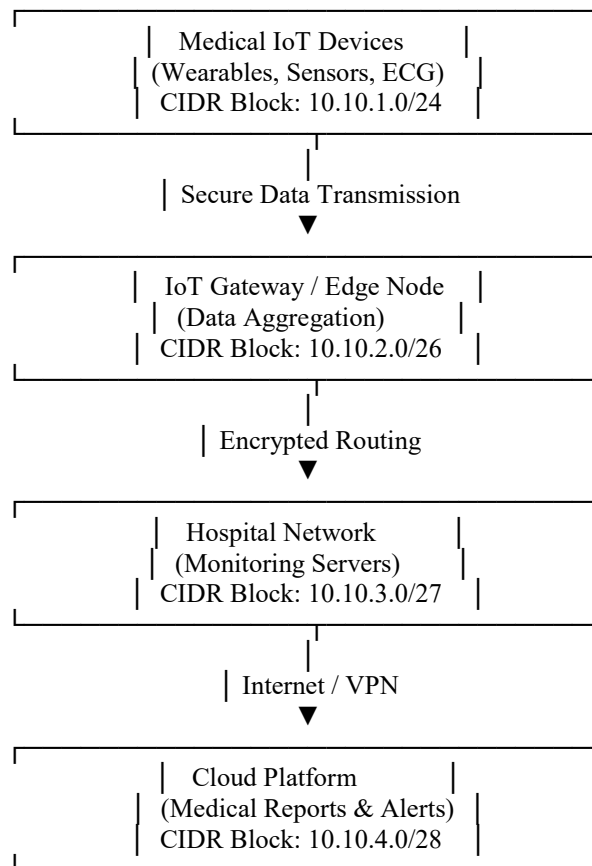 Medical IoT Devices
(Wearables, Sensors, ECG)
CIDR Block: 10.10.1.0/24
Secure Data Transmission
IoT Gateway / Edge Node
(Data Aggregation)
CIDR Block: 10.10.2.0/26
Encrypted Routing
Hospital Network
(Monitoring Servers)
CIDR Block: 10.10.3.0/27
Internet / VPN
Cloud Platform
(Medical Reports & Alerts)
CIDR Block: 10.10.4.0/28